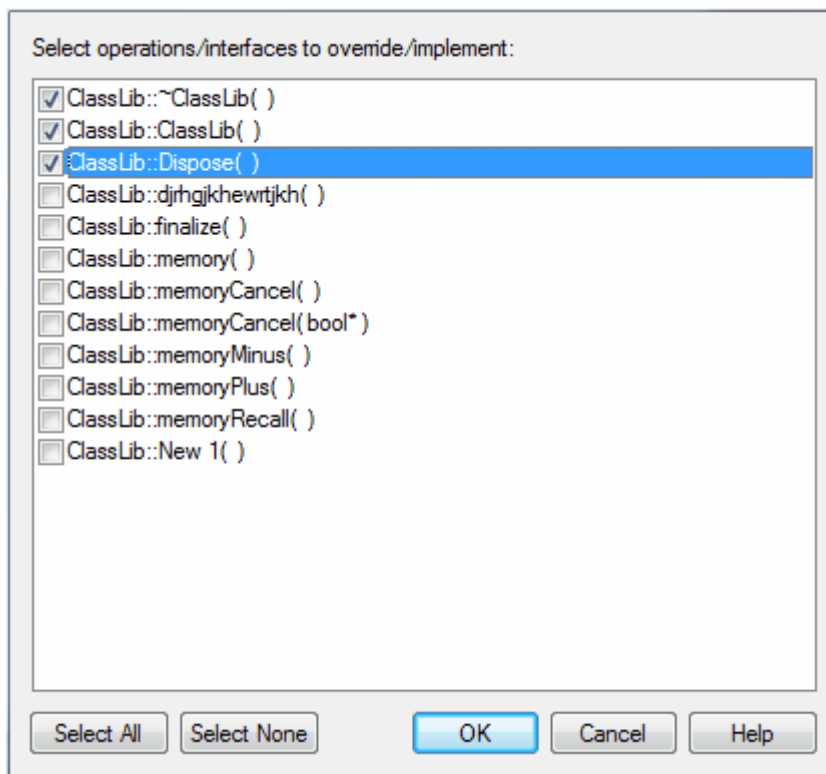 Select operations/interfaces to override/implement:
ClassLib::~ClassLib( )
ClassLib::ClassLib( )
ClassLib::Dispose( )
ClassLib::djrhgjkhewrtjkh( )
ClassLib::finalize( )
ClassLib::memory( )
ClassLib::memoryCancel( )
ClassLib::memoryCancel( bool* )
ClassLib::memoryMinus( )
ClassLib::memoryPlus( )
ClassLib::memoryRecall( )
ClassLib::New 1( )
Select All Select None OK Cancel Help